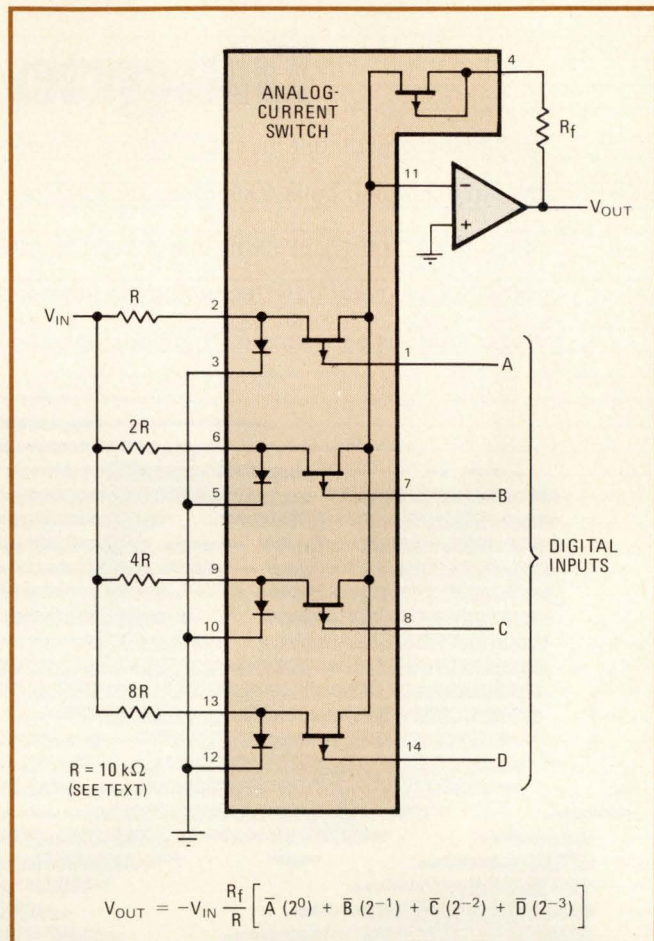 ANALOG-
CURRENT
SWITCH
4
R_f
11
−
+
V_OUT
V_IN
R
2
3
1
A
2R
6
5
7
B
DIGITAL
INPUTS
4R
9
10
8
C
8R
13
12
14
D
R = 10 kΩ
(SEE TEXT)
V_OUT = −V_IN R_f/R [ A̅ (2⁰) + B̅ (2⁻¹) + C̅ (2⁻²) + D̅ (2⁻³) ]